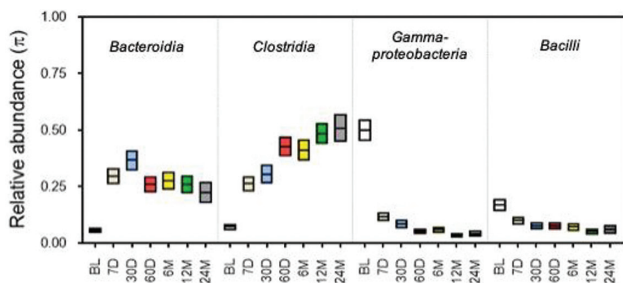 1.00
0.75
0.50
0.25
0.00
Relative abundance (π)
Bacteroidia
Clostridia
Gamma-
proteobacteria
Bacilli
BL 7D 30D 60D 6M 12M 24M
BL 7D 30D 60D 6M 12M 24M
BL 7D 30D 60D 6M 12M 24M
BL 7D 30D 60D 6M 12M 24M